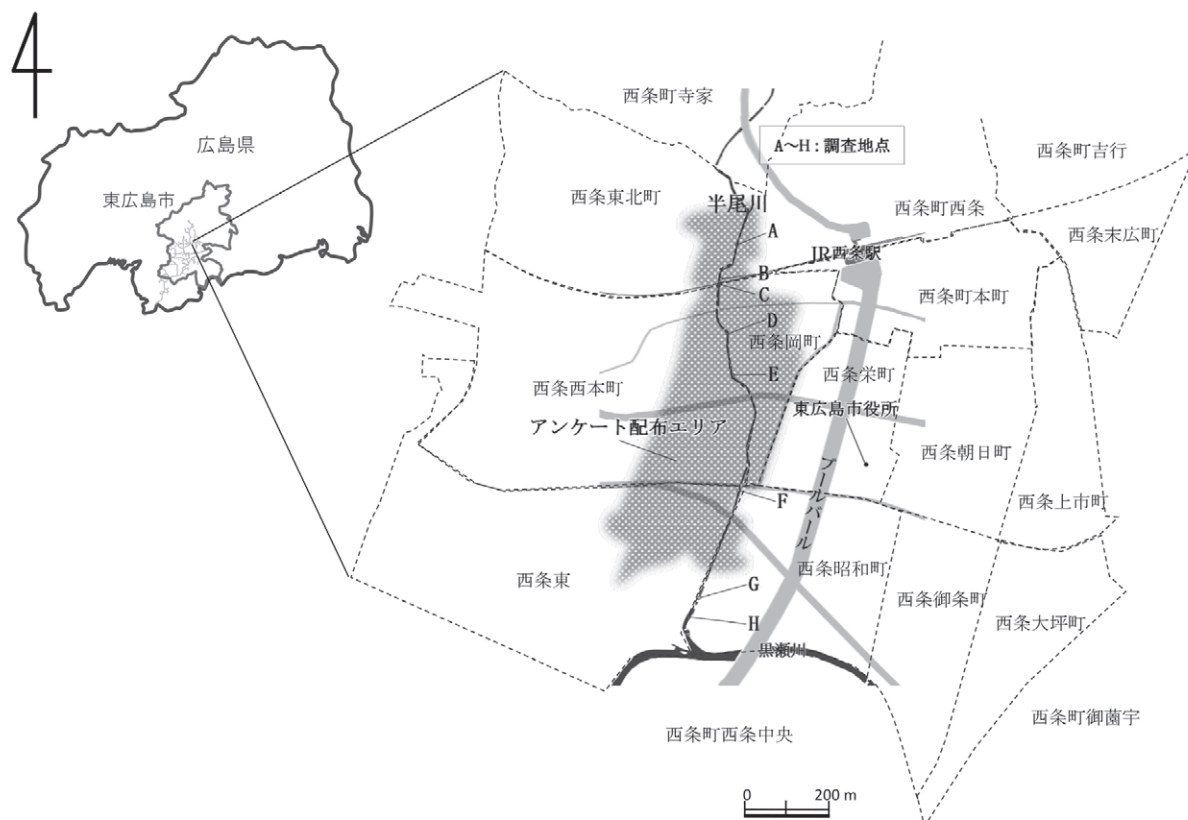 広島県
東広島市
西条町寺家
A～H：調査地点
西条町吉行
西条東北町
半尾川
西条町西条
A
西条末広町
JR西条駅
B
C
西条町本町
D
西条岡町
E
西条栄町
西条西本町
東広島市役所
アンケート配布エリア
西条朝日町
ブールバール
F
西条上市町
西条東
西条昭和町
G
西条御条町
H
西条大坪町
黒瀬川
西条町御薗宇
西条町西条中央
0 200 m